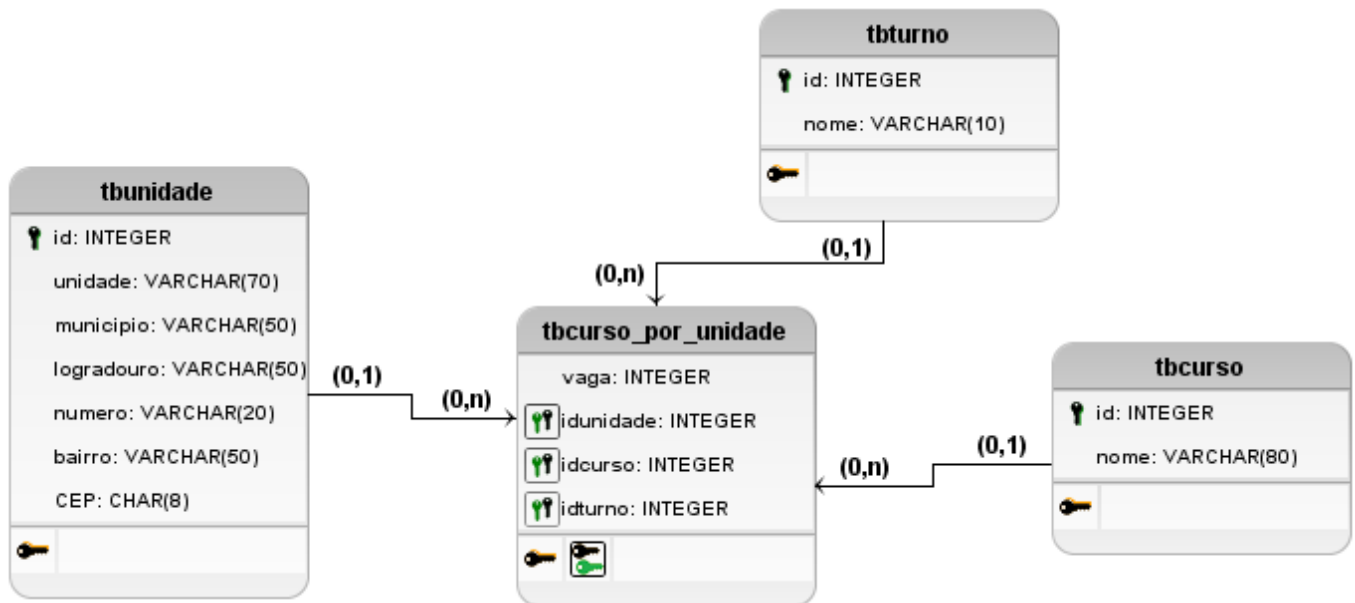 tbturno
id: INTEGER
nome: VARCHAR(10)
tbunidade
id: INTEGER
unidade: VARCHAR(70)
municipio: VARCHAR(50)
logradouro: VARCHAR(50)
numero: VARCHAR(20)
bairro: VARCHAR(50)
CEP: CHAR(8)
(0,1)
(0,n)
(0,1)
(0,n)
tbcurso_por_unidade
vaga: INTEGER
idunidade: INTEGER
idcurso: INTEGER
idturno: INTEGER
(0,n)
(0,1)
tbcurso
id: INTEGER
nome: VARCHAR(80)